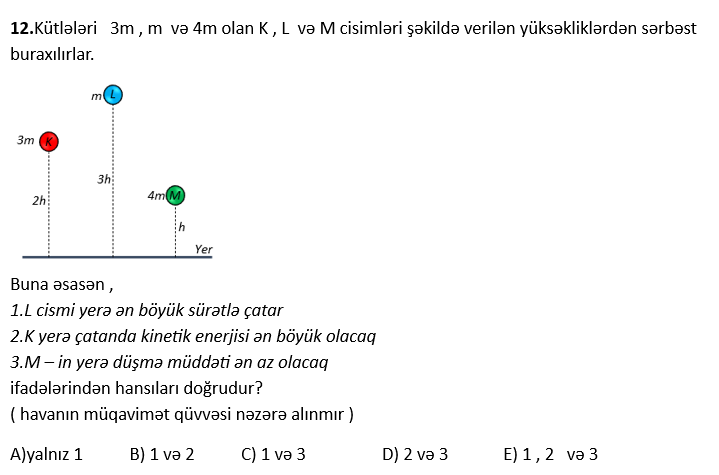 12.Kütlələri 3m , m və 4m olan K , L və M cisimləri şəkildə verilən yüksəkliklərdən sərbəst
buraxılırlar.
m L
3m K
3h
4m M
2h
h
Yer
Buna əsasən ,
1.L cismi yerə ən böyük sürətlə çatar
2.K yerə çatanda kinetik enerjisi ən böyük olacaq
3.M – in yerə düşmə müddəti ən az olacaq
ifadələrindən hansıları doğrudur?
( havanın müqavimət qüvvəsi nəzərə alınmır )
A)yalnız 1 B) 1 və 2 C) 1 və 3 D) 2 və 3 E) 1 , 2 və 3